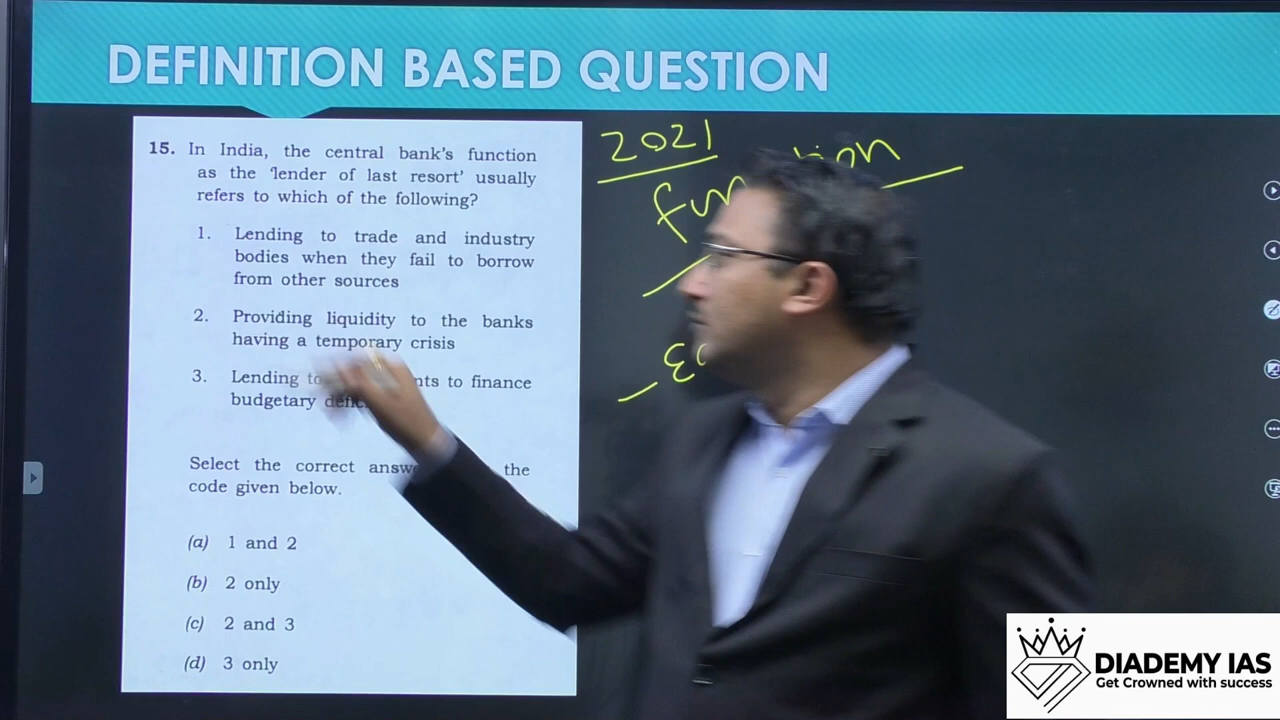 DEFINITION BASED QUESTION
15. In India, the central bank's function
as the 'lender of last resort' usually
refers to which of the following?
1. Lending to trade and industry
bodies when they fail to borrow
from other sources
2. Providing liquidity to the banks
having a temporary crisis
3. Lending to nts to finance
budgetary
Select the correct the
code given below.
(a) 1 and 2
(b) 2 only
(c) 2 and 3
(d) 3 only
2021
DIADEMY IAS
Get Crowned with success